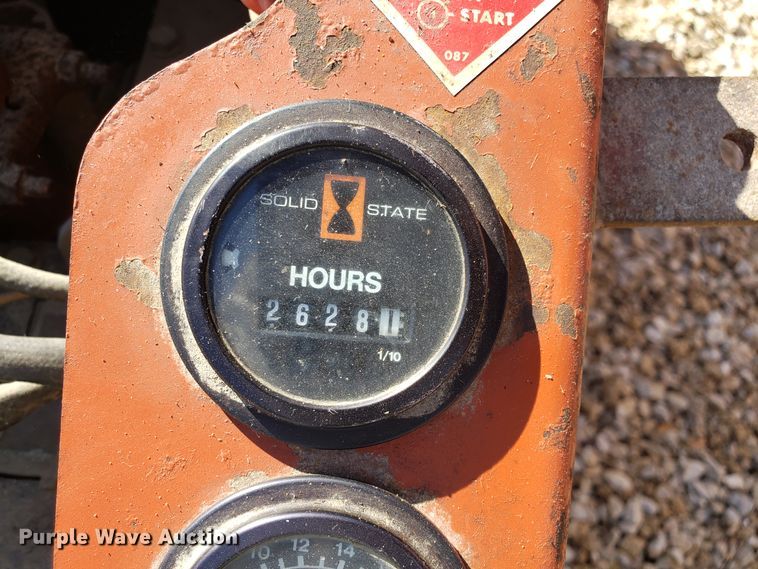 START
087
SOLID STATE
HOURS
2628
1/10
10 12 14
Purple Wave Auction